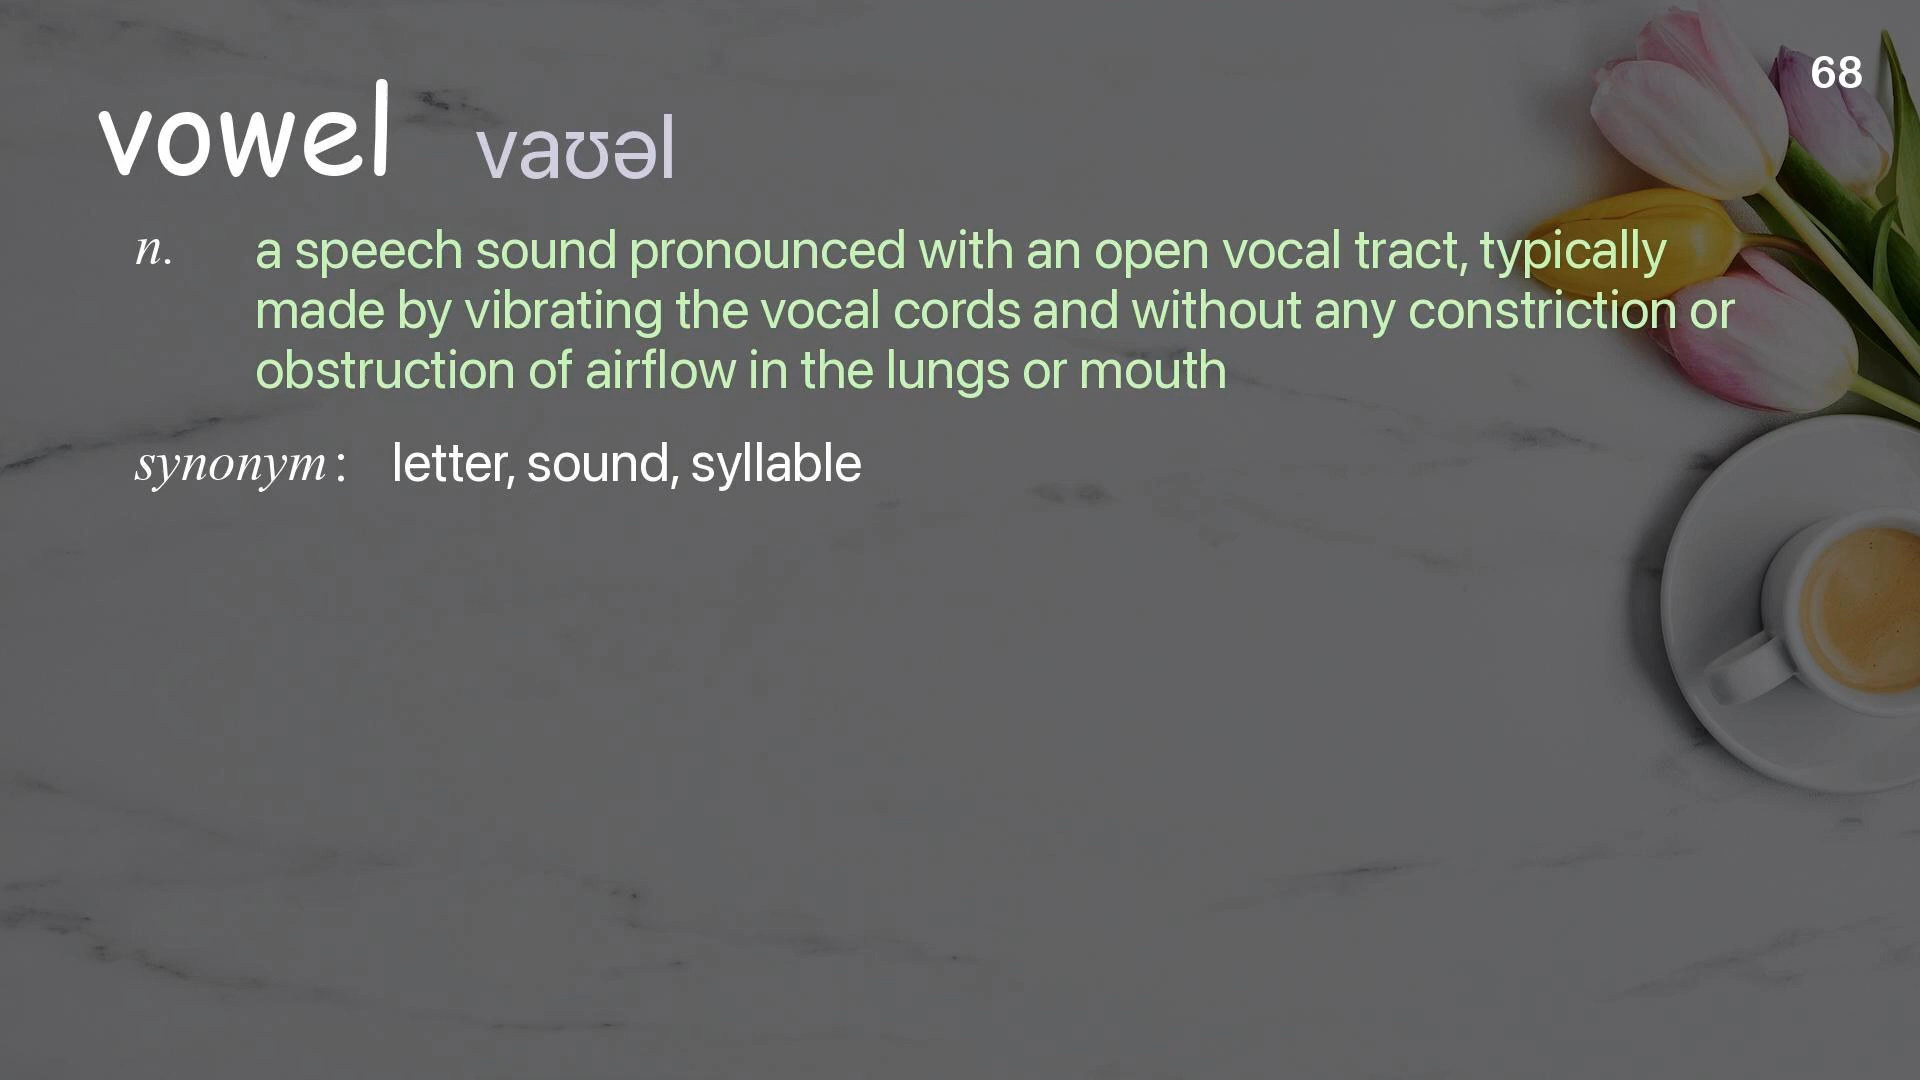 68
vowel vaʊəl
n. a speech sound pronounced with an open vocal tract, typically
made by vibrating the vocal cords and without any constriction or
obstruction of airflow in the lungs or mouth
synonym: letter, sound, syllable